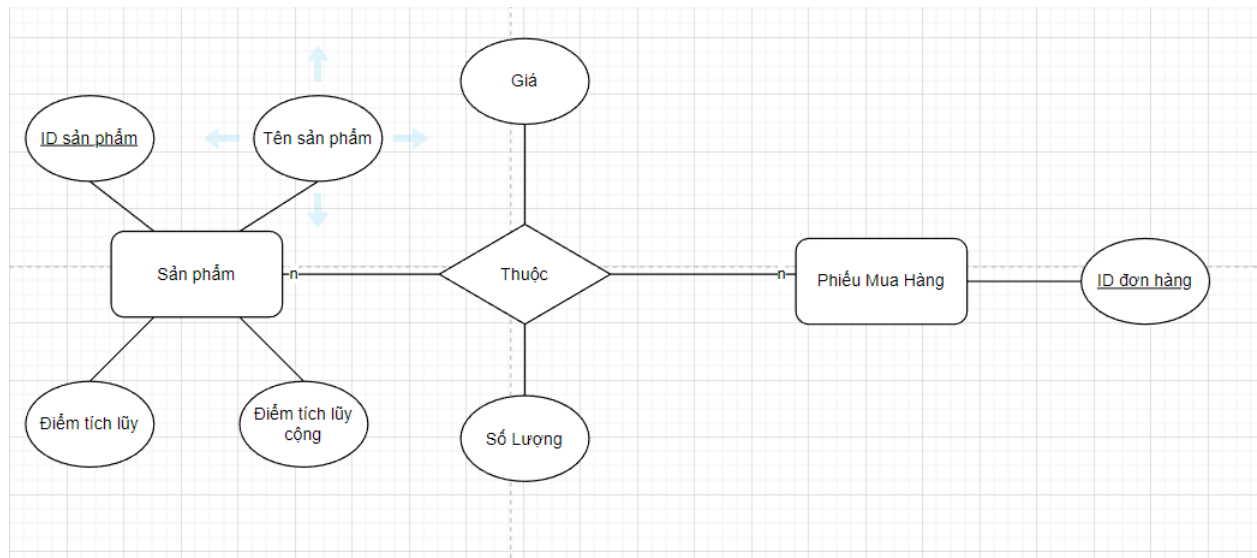 Giá
ID sản phẩm
Tên sản phẩm
Sản phẩm
n
Thuộc
n
Phiếu Mua Hàng
ID đơn hàng
Điểm tích lũy
Điểm tích lũy
cộng
Số Lượng